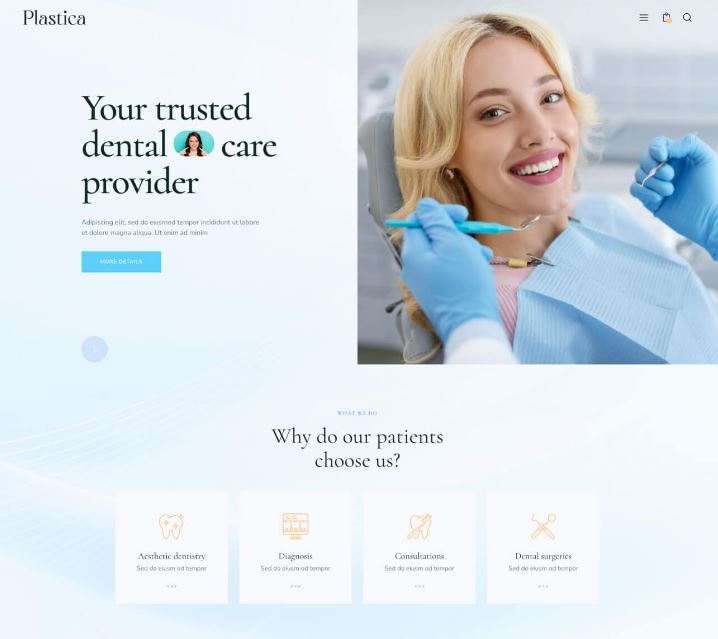 Plastica
Your trusted
dental care
provider
Adipiscing elit, sed do eiusmod tempor incididunt ut labore
et dolore magna aliqua. Ut enim ad minim
MORE DETAILS
WHAT WE DO
Why do our patients
choose us?
Aesthetic dentistry
Sed do eiusm od tempor
Diagnosis
Sed do eiusm od tempor
Consultations
Sed do eiusm od tempor
Dental surgeries
Sed do eiusm od tempor